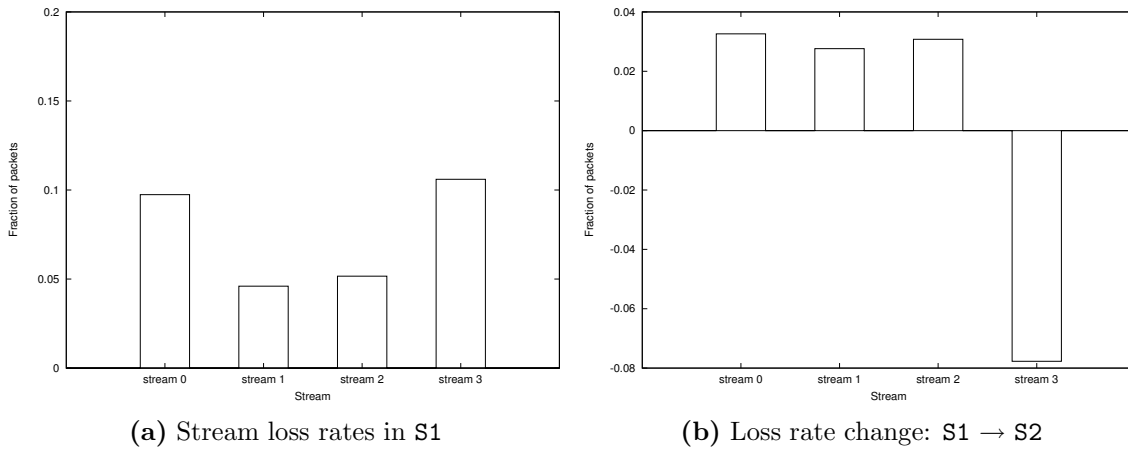 0.2
0.15
0.1
0.05
0
Fraction of packets
stream 0 stream 1 stream 2 stream 3
Stream
(a) Stream loss rates in S1
0.04
0.02
0
-0.02
-0.04
-0.06
-0.08
Fraction of packets
stream 0 stream 1 stream 2 stream 3
Stream
(b) Loss rate change: S1 → S2